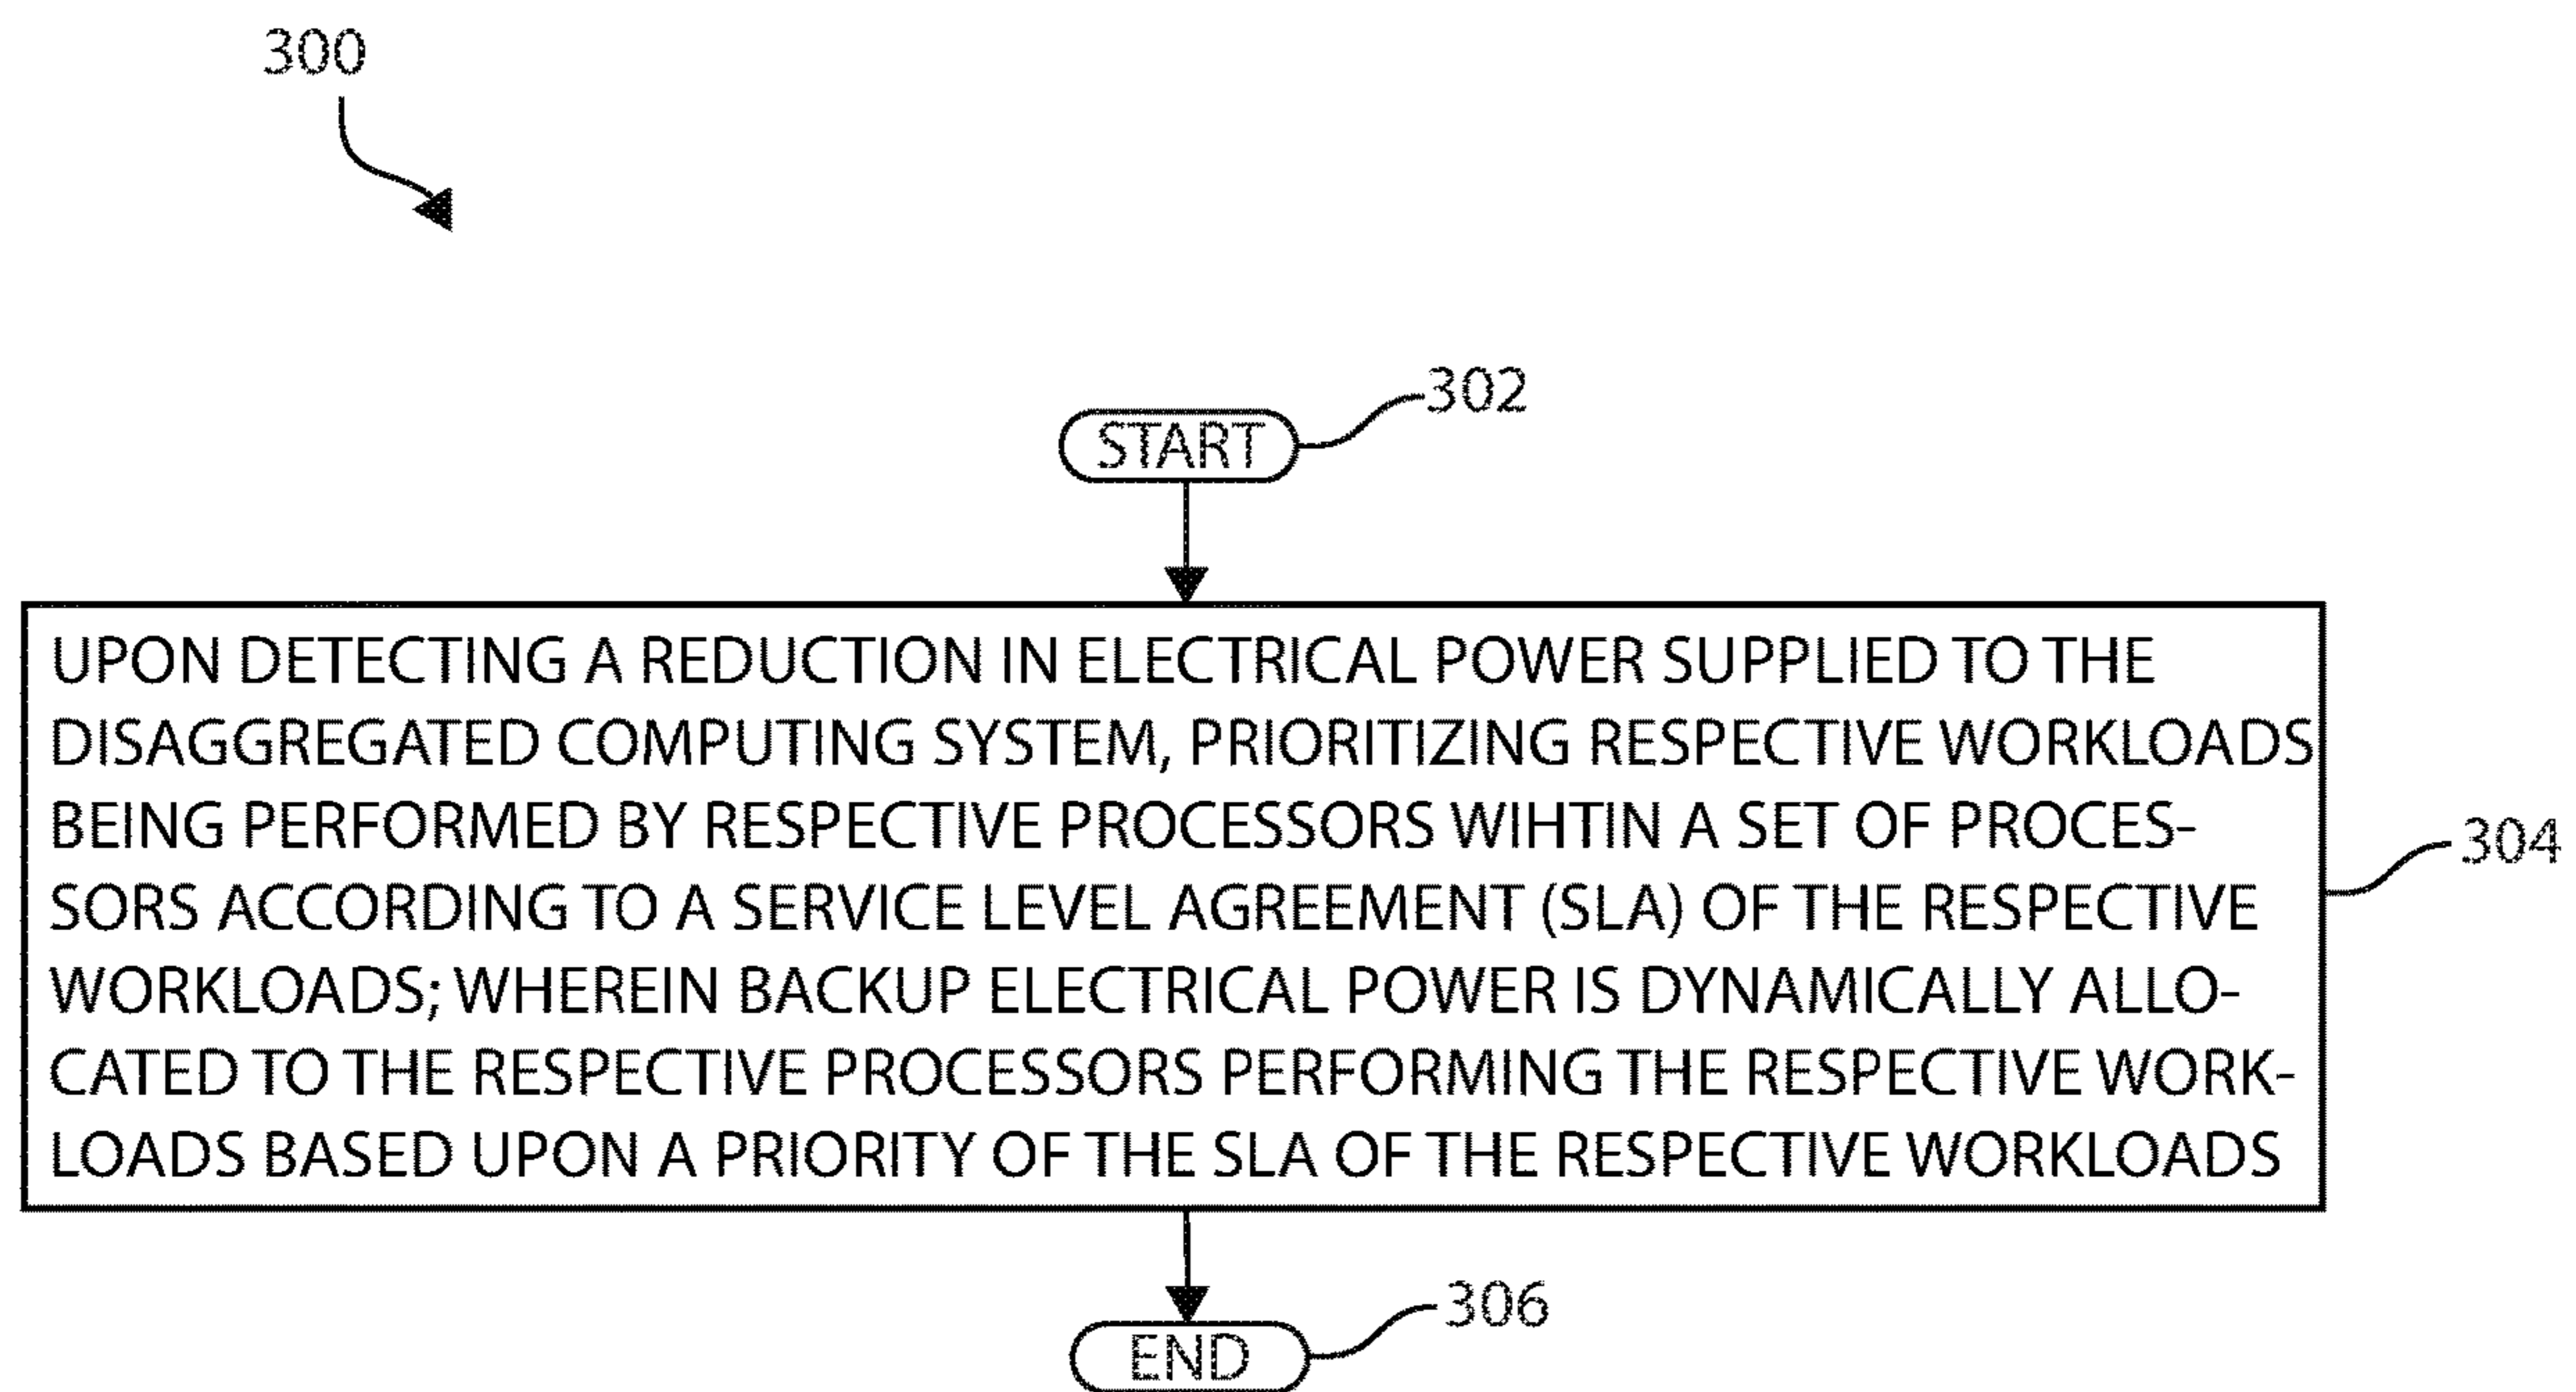 300
302
START
UPON DETECTING A REDUCTION IN ELECTRICAL POWER SUPPLIED TO THE
DISAGGREGATED COMPUTING SYSTEM, PRIORITIZING RESPECTIVE WORKLOADS
BEING PERFORMED BY RESPECTIVE PROCESSORS WIHTIN A SET OF PROCES-
SORS ACCORDING TO A SERVICE LEVEL AGREEMENT (SLA) OF THE RESPECTIVE
WORKLOADS; WHEREIN BACKUP ELECTRICAL POWER IS DYNAMICALLY ALLO-
CATED TO THE RESPECTIVE PROCESSORS PERFORMING THE RESPECTIVE WORK-
LOADS BASED UPON A PRIORITY OF THE SLA OF THE RESPECTIVE WORKLOADS
304
306
END